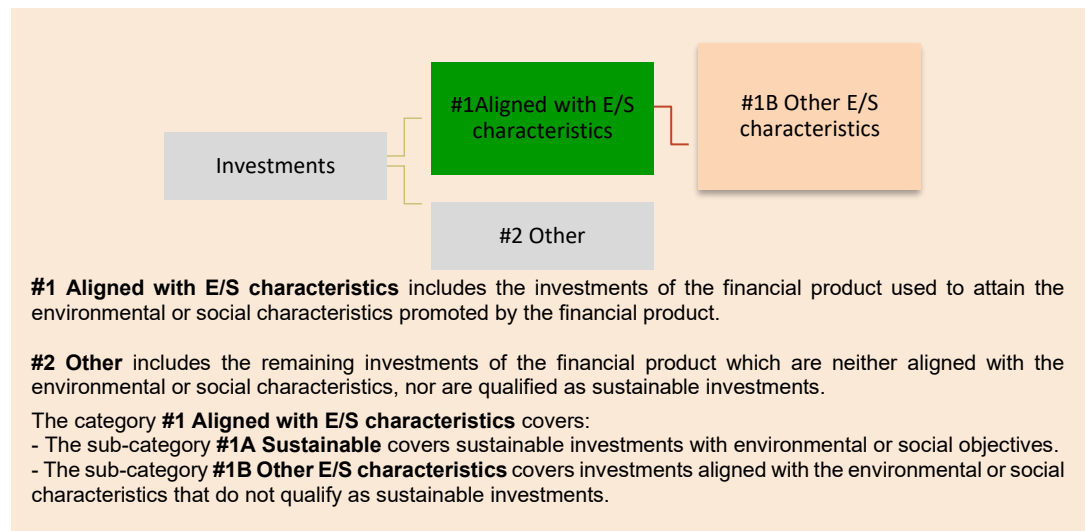 #1Aligned with E/S
characteristics
#1B Other E/S
characteristics
Investments
#2 Other
#1 Aligned with E/S characteristics includes the investments of the financial product used to attain the
environmental or social characteristics promoted by the financial product.
#2 Other includes the remaining investments of the financial product which are neither aligned with the
environmental or social characteristics, nor are qualified as sustainable investments.
The category #1 Aligned with E/S characteristics covers:
- The sub-category #1A Sustainable covers sustainable investments with environmental or social objectives.
- The sub-category #1B Other E/S characteristics covers investments aligned with the environmental or social
characteristics that do not qualify as sustainable investments.